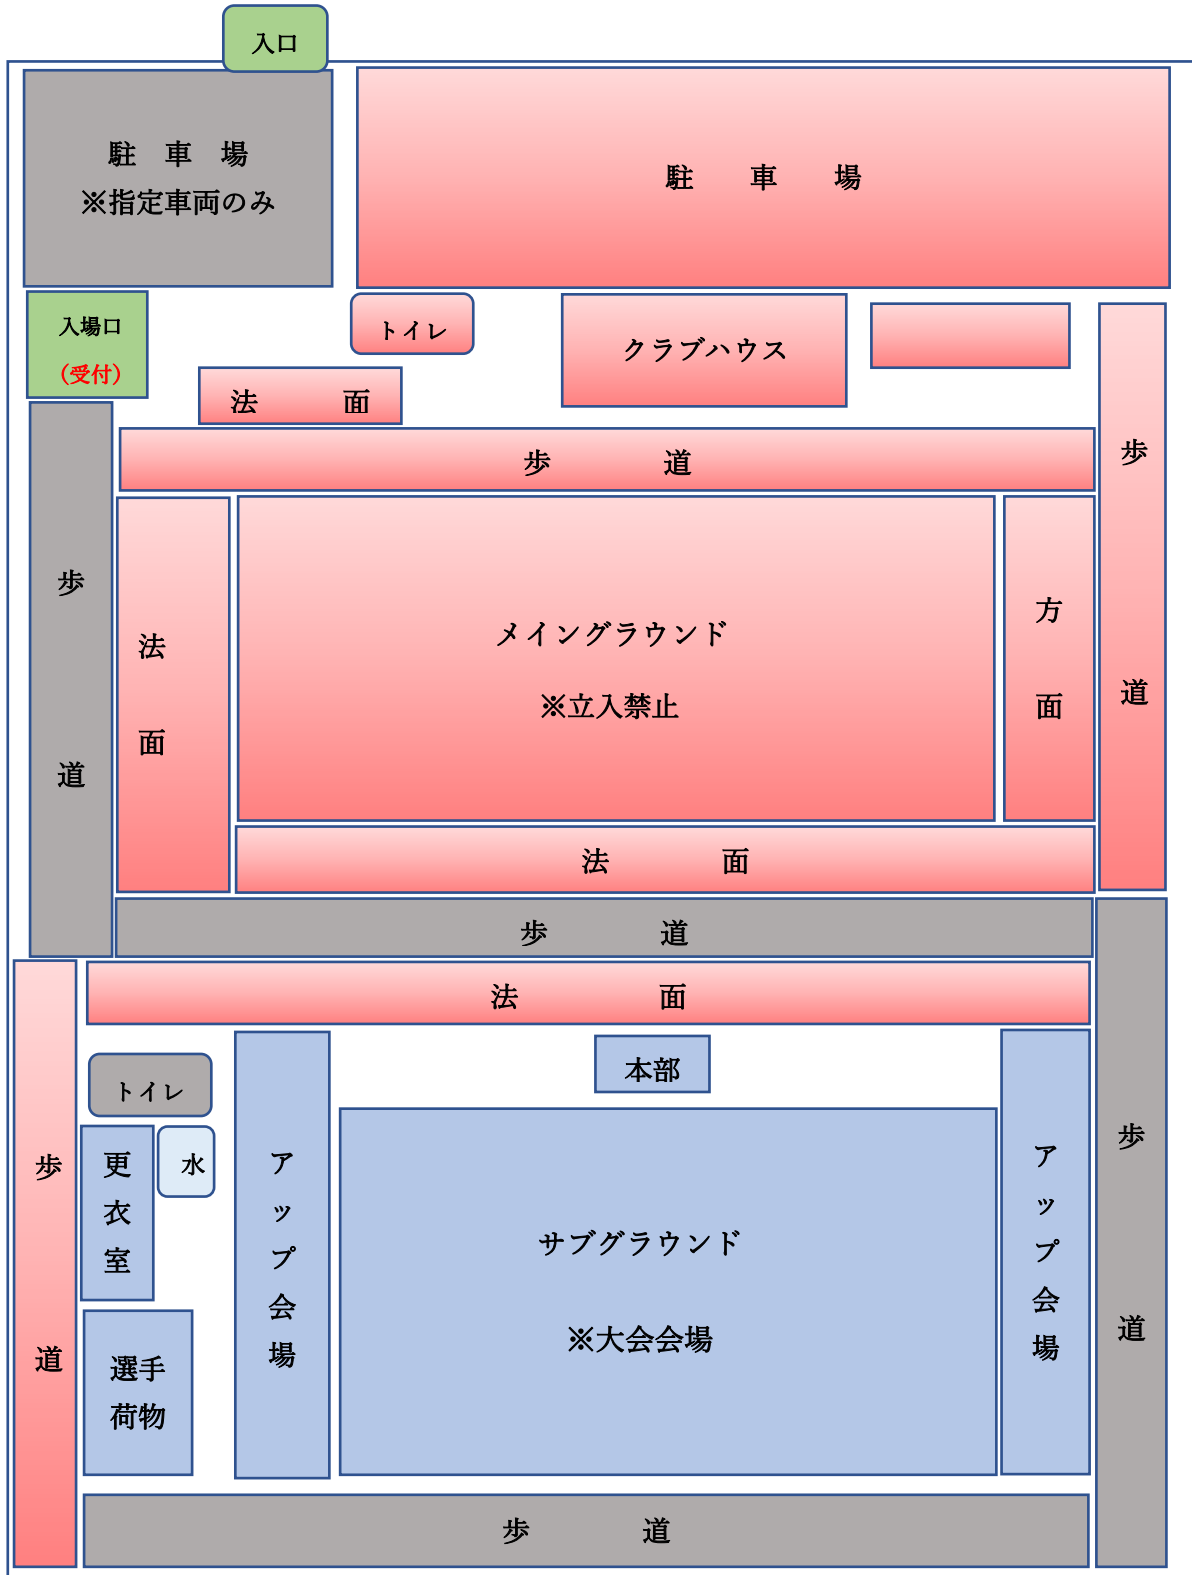 入口
駐　車　場
※指定車両のみ
駐　　車　　場
入場口
（受付）
トイレ
クラブハウス
法　　　面
歩　　　　道
歩　道
歩　道
法　面
メイングラウンド
※立入禁止
方　面
法　　　　面
歩　　　　道
法　　　　　面
歩　道
トイレ
本部
歩　道
更衣室
水
アップ会場
サブグラウンド
※大会会場
アップ会場
選手
荷物
歩　　　　道